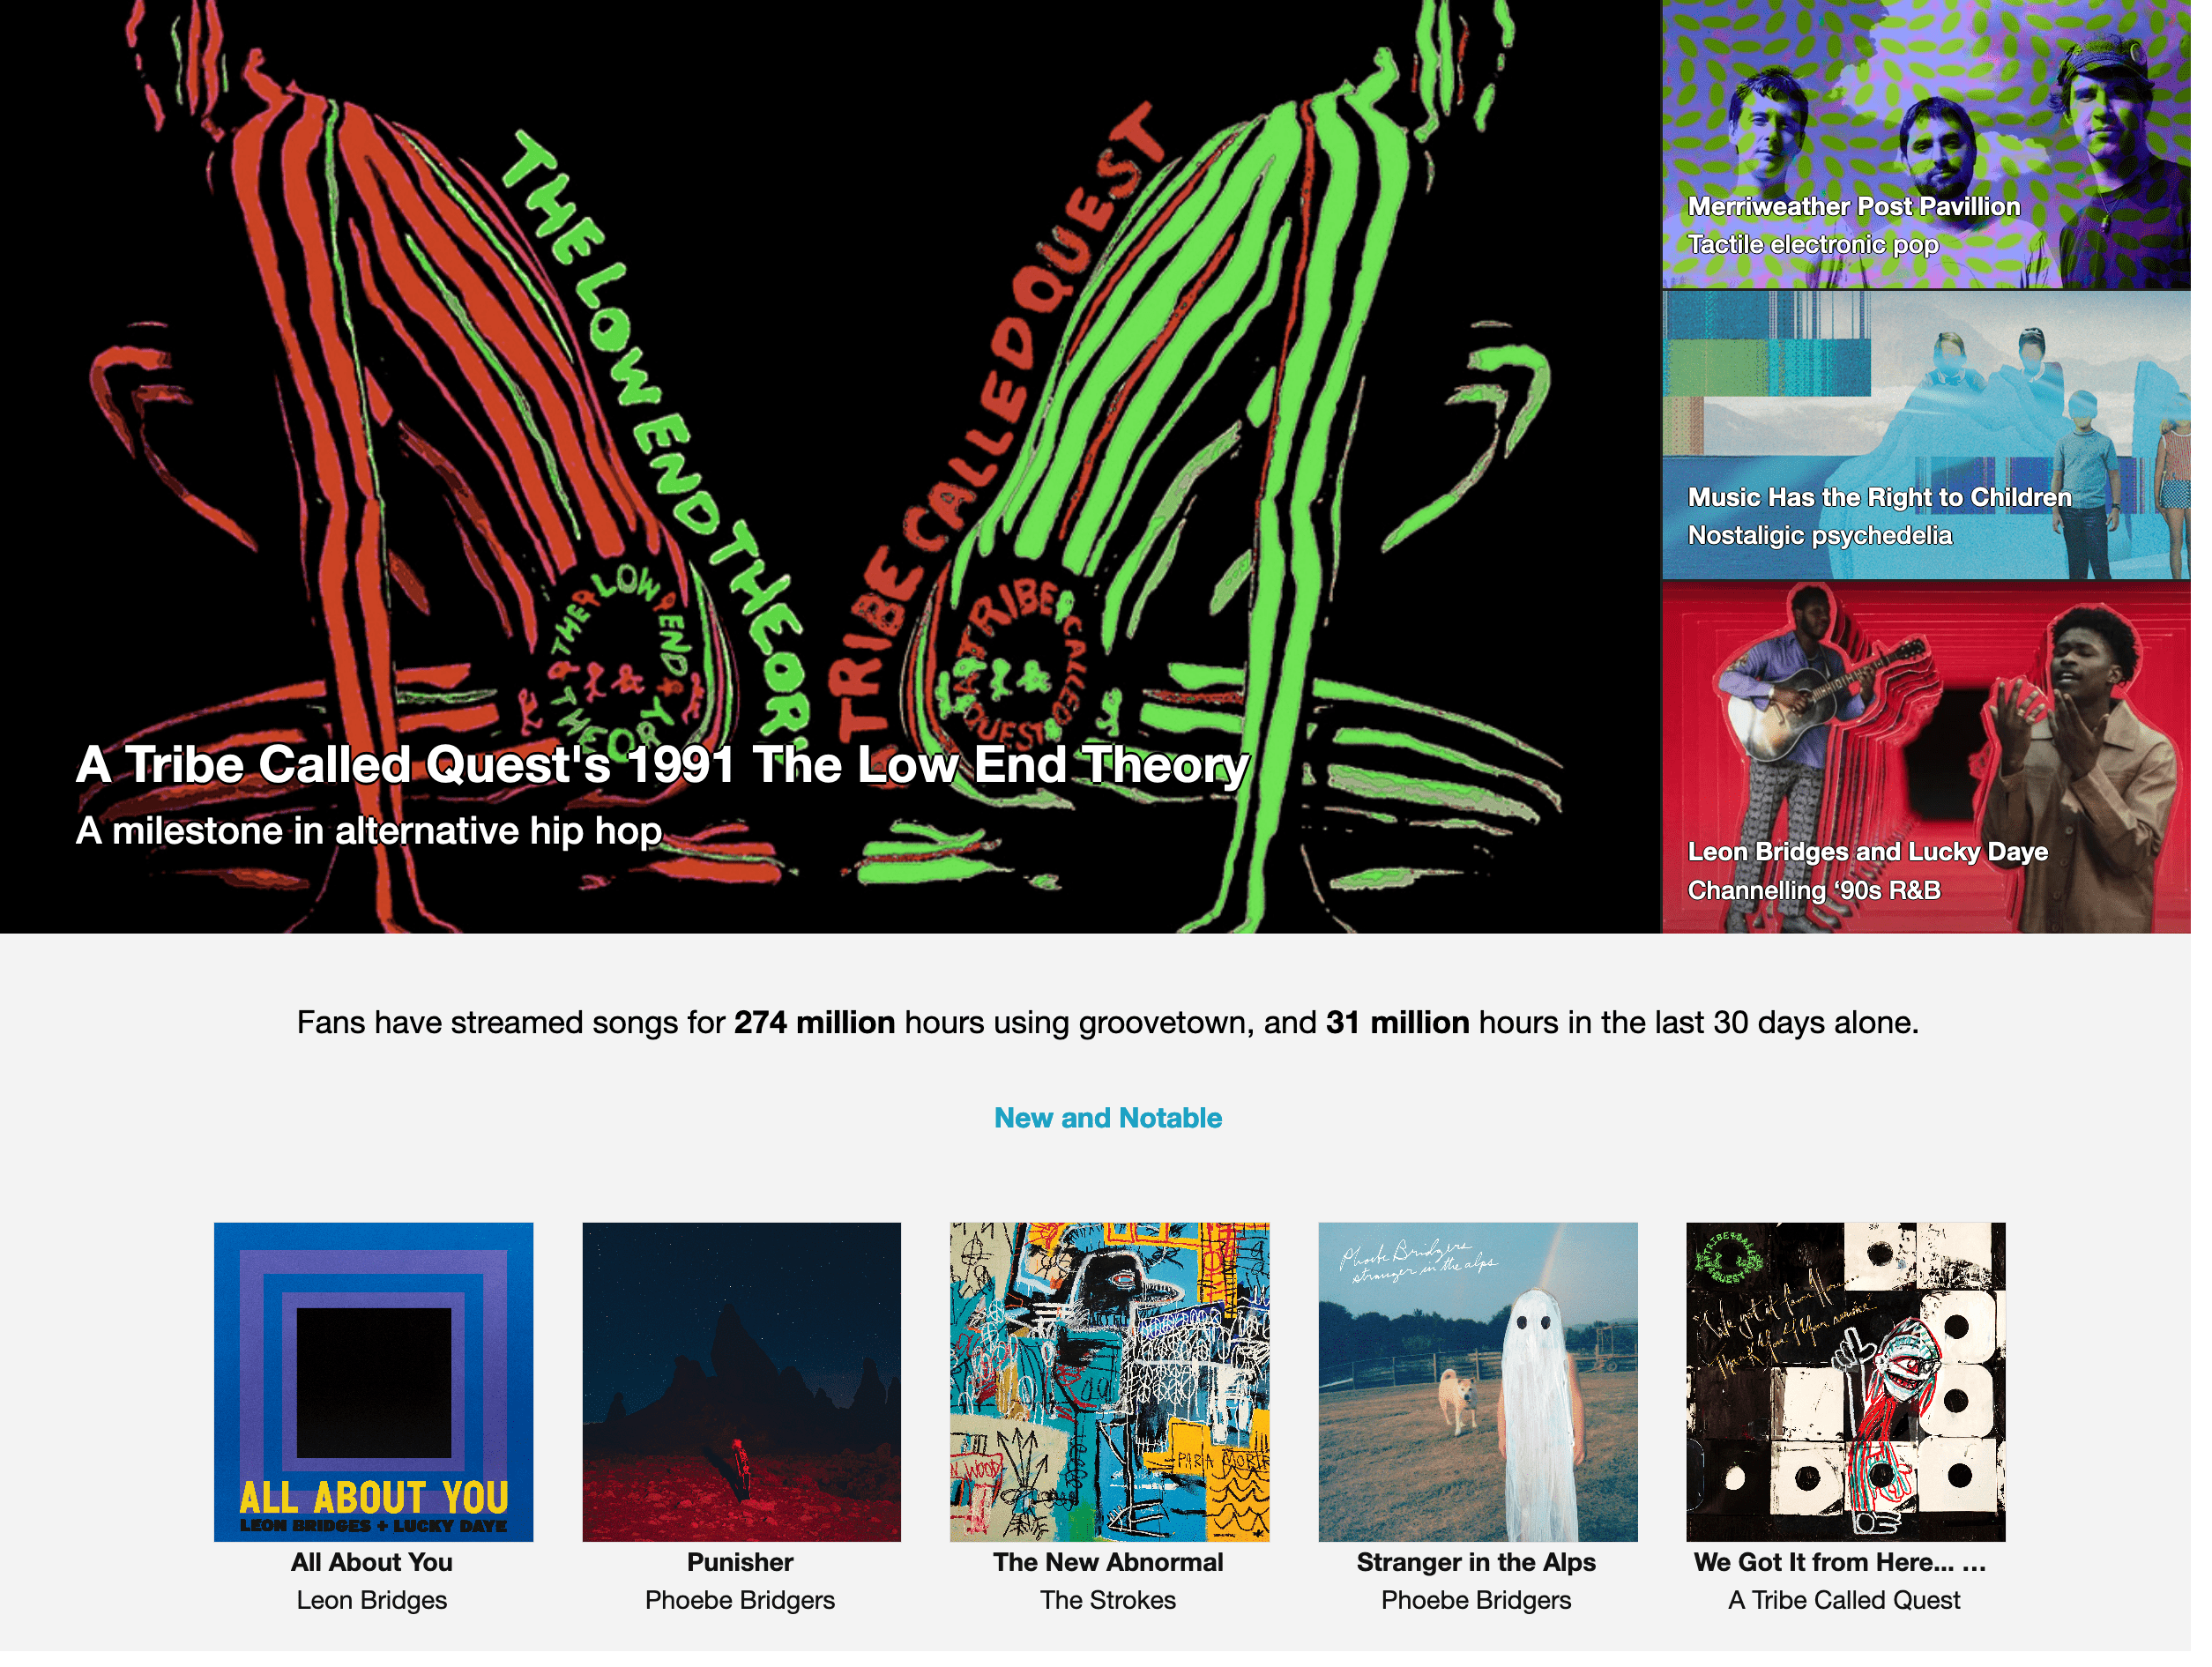 THE LOW END THEORY
A TRIBE CALLED QUEST
THE LOW END THEORY
A TRIBE CALLED QUEST
A Tribe Called Quest's 1991 The Low End Theory
A milestone in alternative hip hop
Merriweather Post Pavillion
Tactile electronic pop
Music Has the Right to Children
Nostaligic psychedelia
Leon Bridges and Lucky Daye
Channelling ‘90s R&B
Fans have streamed songs for 274 million hours using groovetown, and 31 million hours in the last 30 days alone.
New and Notable
ALL ABOUT YOU
LEON BRIDGES + LUCKY DAYE
All About You
Leon Bridges
Punisher
Phoebe Bridgers
PARA MORIR
WOOD
The New Abnormal
The Strokes
Phoebe Bridgers
stranger in the alps
Stranger in the Alps
Phoebe Bridgers
We Got It from Here... ...
A Tribe Called Quest